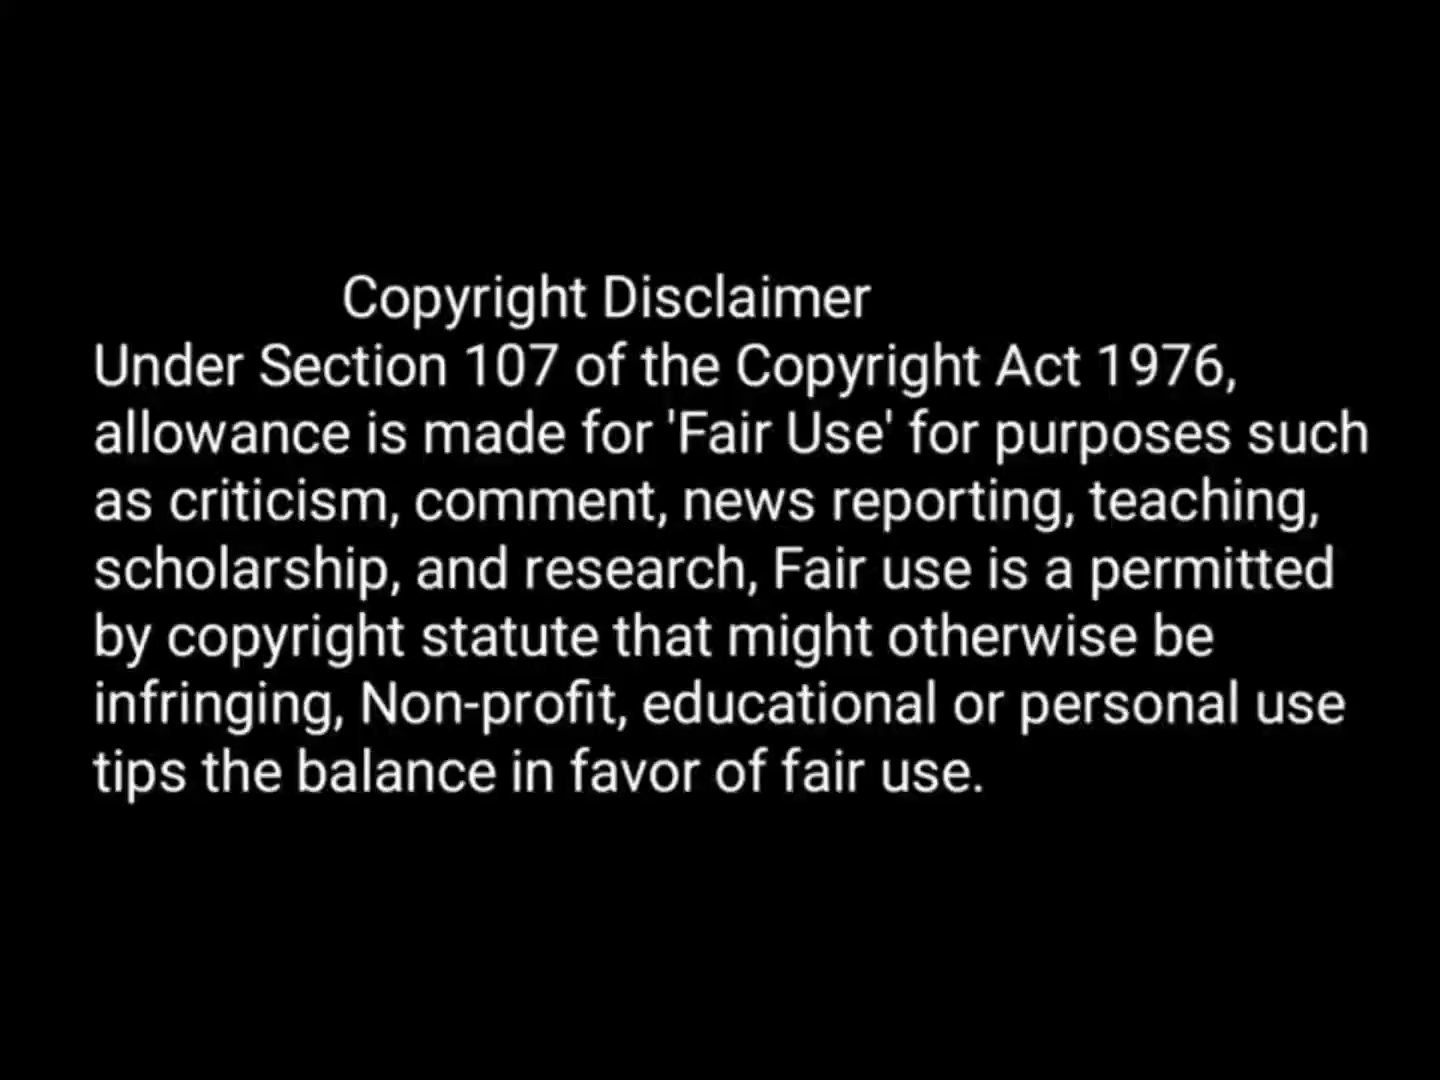 Copyright Disclaimer
Under Section 107 of the Copyright Act 1976,
allowance is made for 'Fair Use' for purposes such
as criticism, comment, news reporting, teaching,
scholarship, and research, Fair use is a permitted
by copyright statute that might otherwise be
infringing, Non-profit, educational or personal use
tips the balance in favor of fair use.